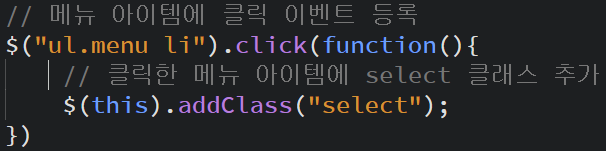 // 메뉴 아이템에 클릭 이벤트 등록
$("ul.menu li").click(function(){
// 클릭한 메뉴 아이템에 select 클래스 추가
$(this).addClass("select");
})